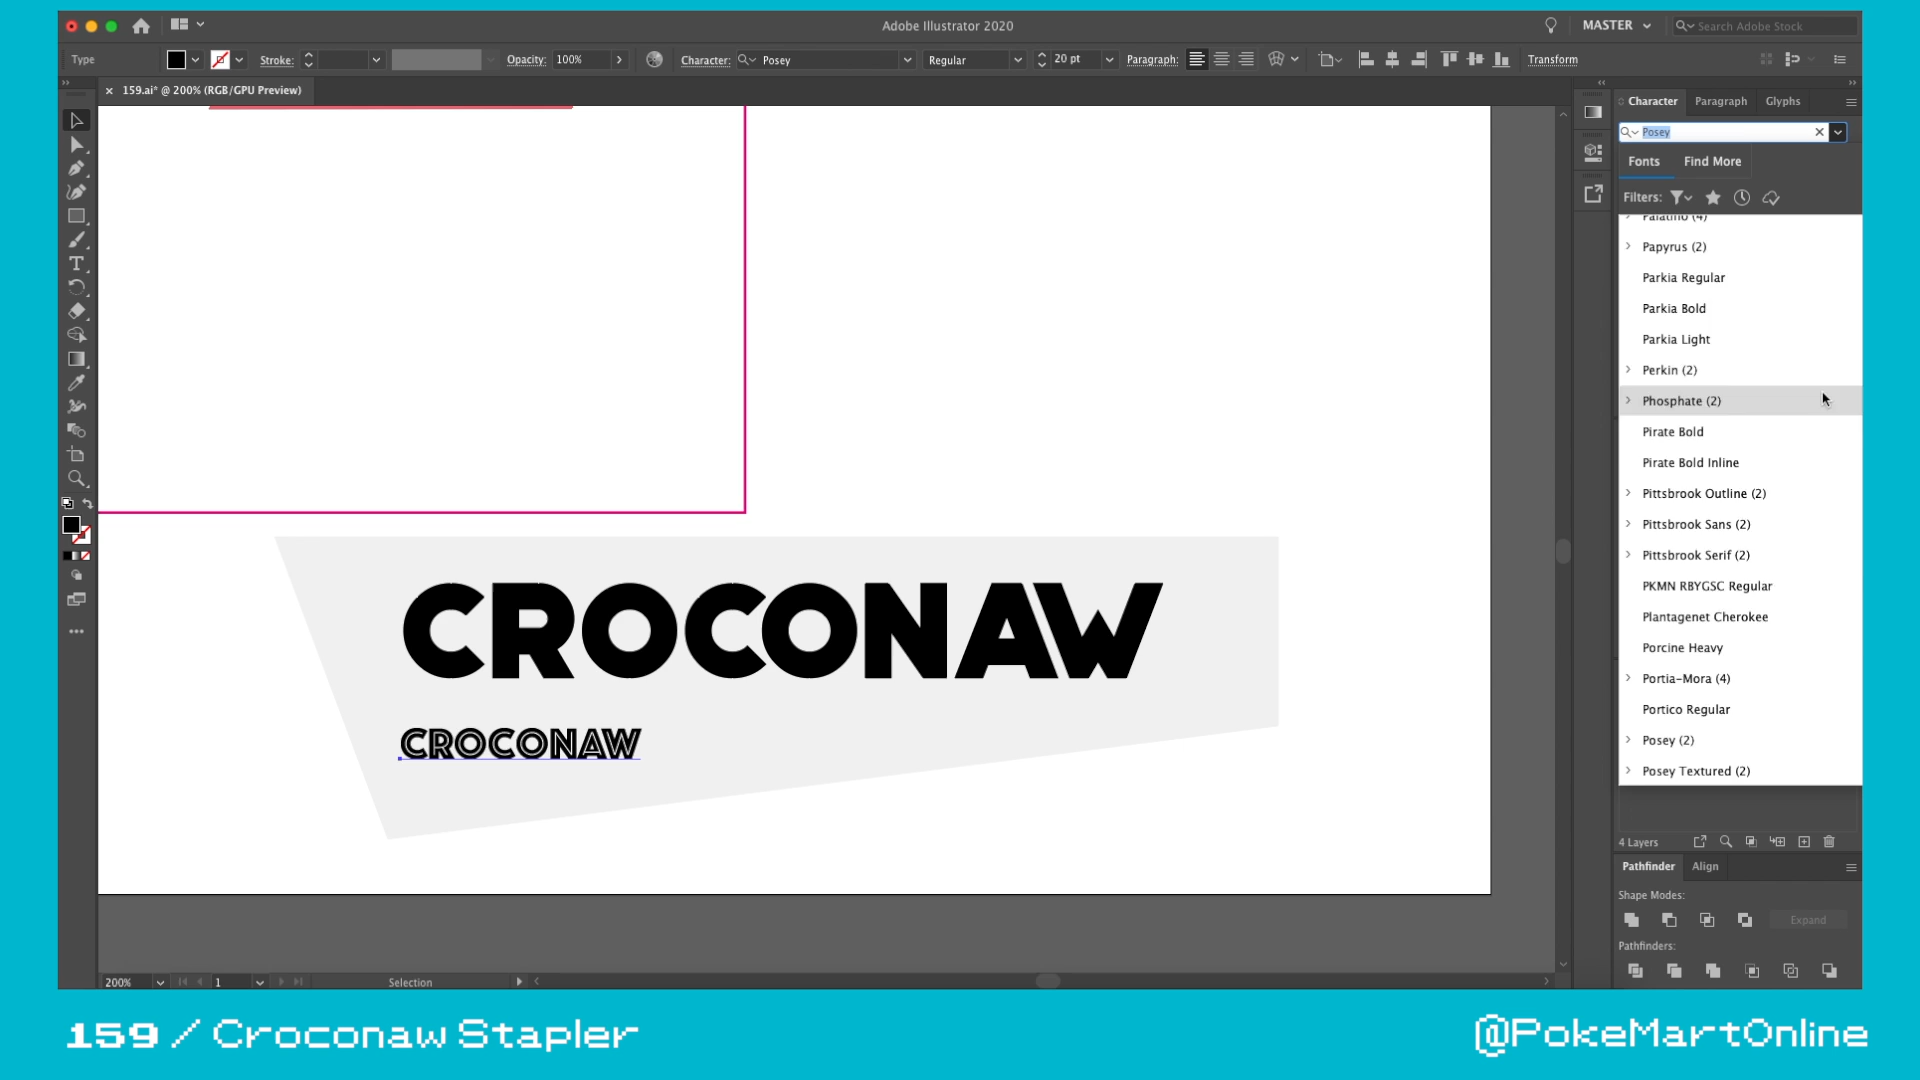 Adobe Illustrator 2020
MASTER
Search Adobe Stock
Type
Stroke:
Opacity: 100%
Character: Posey
Regular
20 pt
Paragraph:
Transform
× 159.ai* @ 200% (RGB/GPU Preview)
Character Paragraph Glyphs
Posey
Fonts Find More
Filters:
Palatino (4)
Papyrus (2)
Parkia Regular
Parkia Bold
Parkia Light
Perkin (2)
Phosphate (2)
Pirate Bold
Pirate Bold Inline
Pittsbrook Outline (2)
Pittsbrook Sans (2)
Pittsbrook Serif (2)
PKMN RBYGSC Regular
Plantagenet Cherokee
Porcine Heavy
Portia-Mora (4)
Portico Regular
Posey (2)
Posey Textured (2)
CROCONAW
CROCONAW
4 Layers
Pathfinder Align
Shape Modes:
Expand
Pathfinders:
200% 1 Selection
159 / Croconaw Stapler
@PokeMartOnline